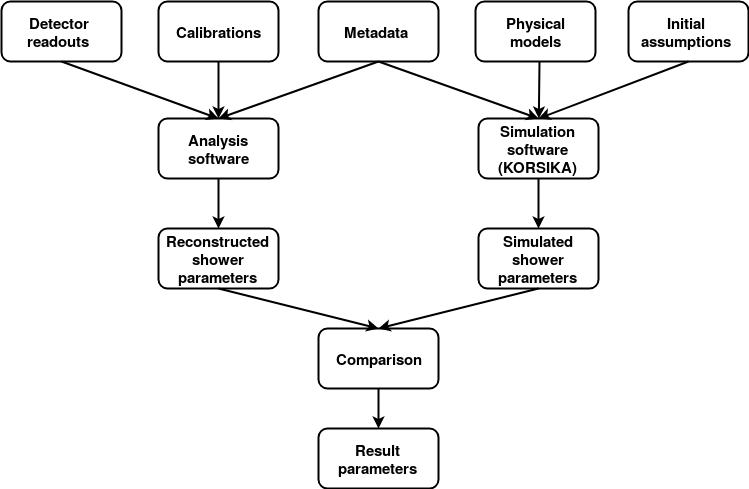 Detector
readouts
Calibrations
Metadata
Physical
models
Initial
assumptions
Analysis
software
Simulation
software
(KORSIKA)
Reconstructed
shower
parameters
Simulated
shower
parameters
Comparison
Result
parameters